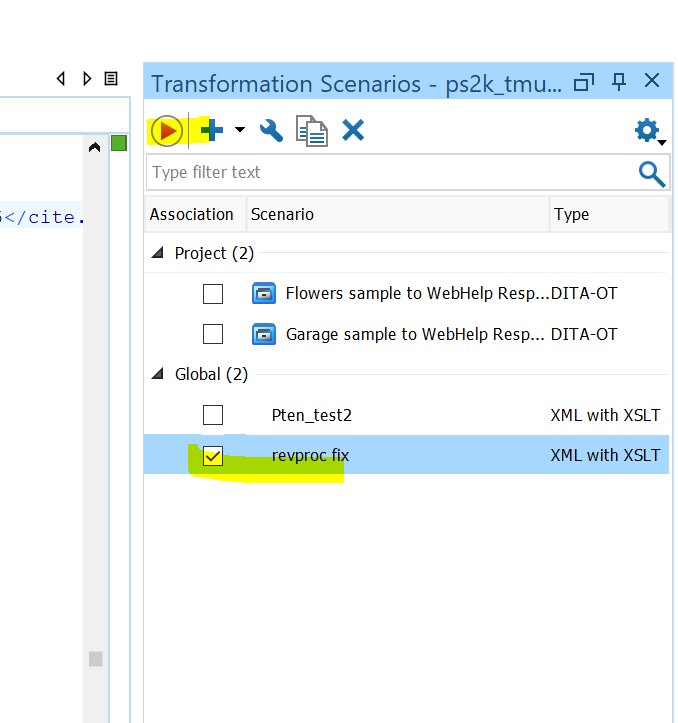 Transformation Scenarios - ps2k_tmu...
Type filter text
</cite.
Association Scenario Type
Project (2)
Flowers sample to WebHelp Resp... DITA-OT
Garage sample to WebHelp Resp... DITA-OT
Global (2)
Pten_test2 XML with XSLT
revproc fix XML with XSLT